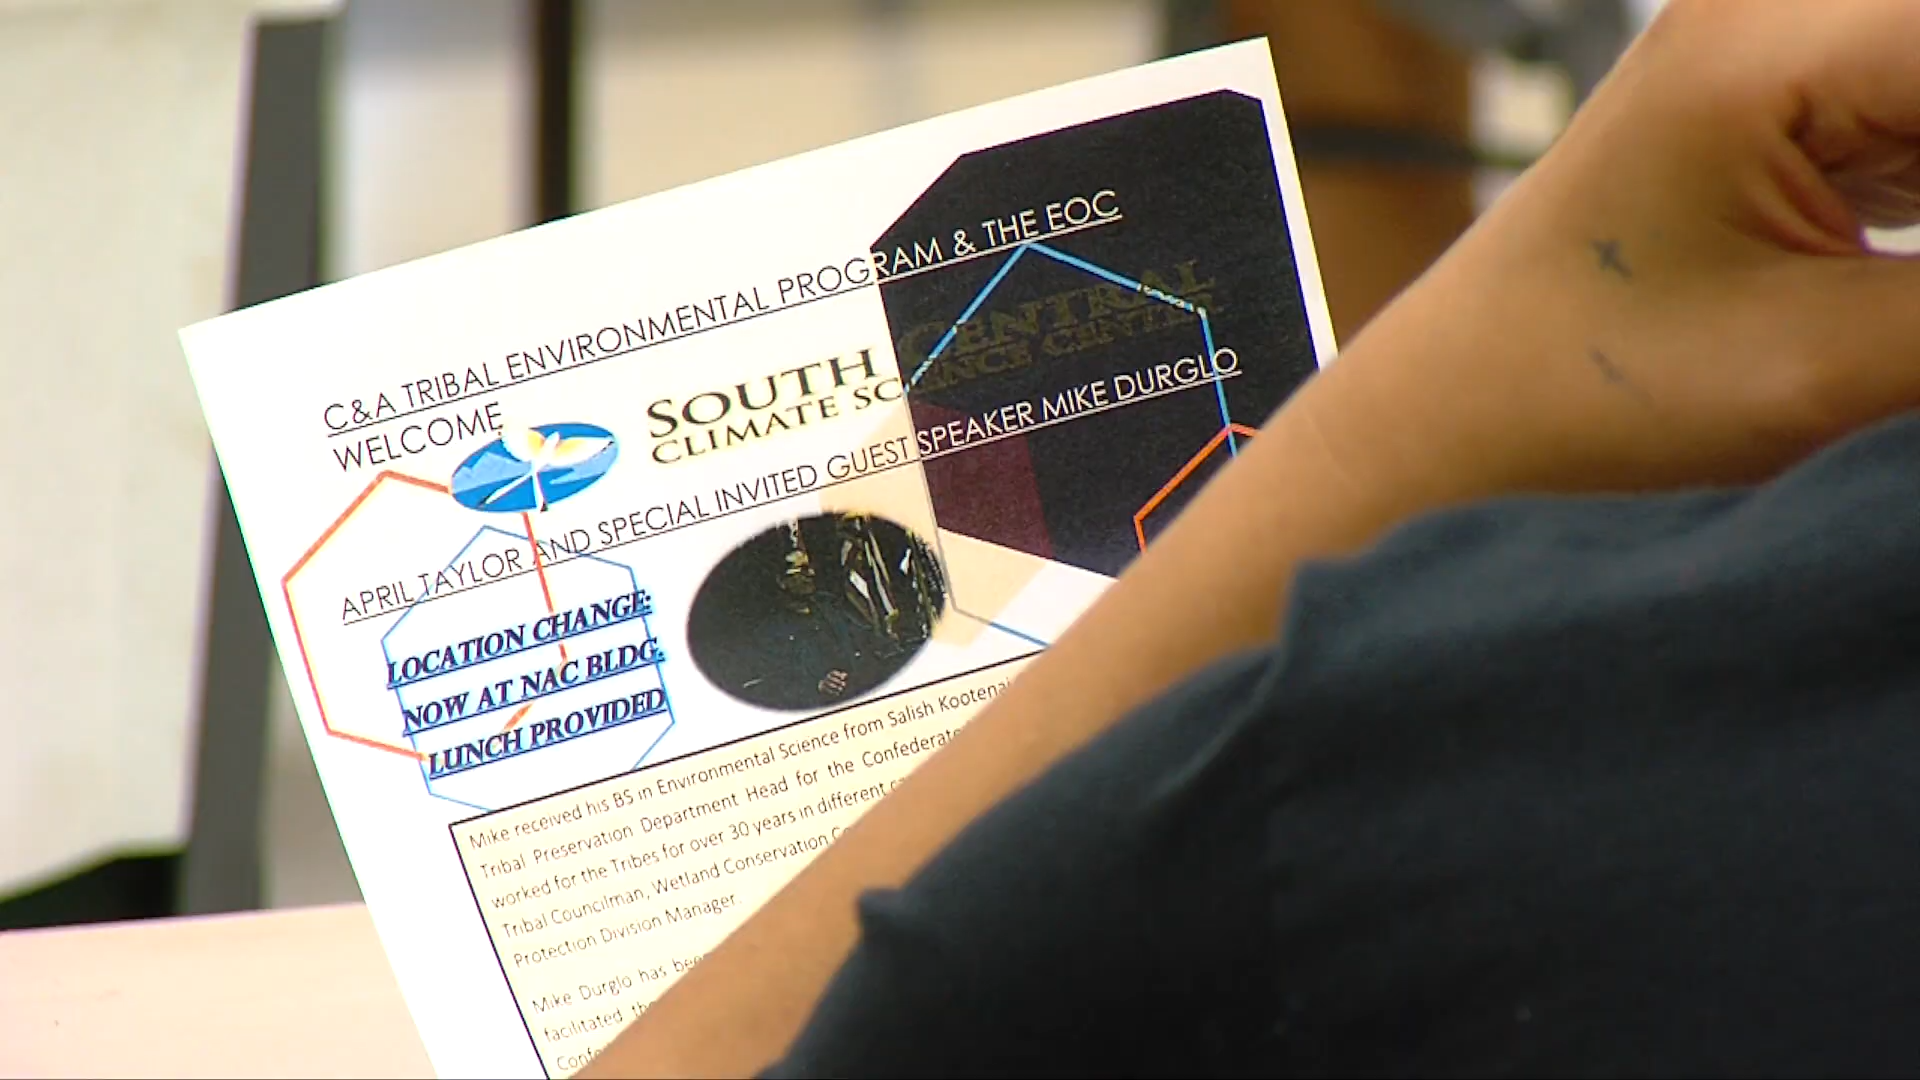 C&A TRIBAL ENVIRONMENTAL PROGRAM & THE EOC
WELCOME
SOUTH CENTRAL
CLIMATE SCIENCE CENTER
APRIL TAYLOR AND SPECIAL INVITED GUEST SPEAKER MIKE DURGLO
LOCATION CHANGE:
NOW AT NAC BLDG.
LUNCH PROVIDED
Mike received his BS in Environmental Science from Salish Kootenai
Tribal Preservation Department Head for the Confederate
worked for the Tribes for over 30 years in different
Tribal Councilman, Wetland Conservation
Protection Division Manager.
Mike Durglo has
facilitated